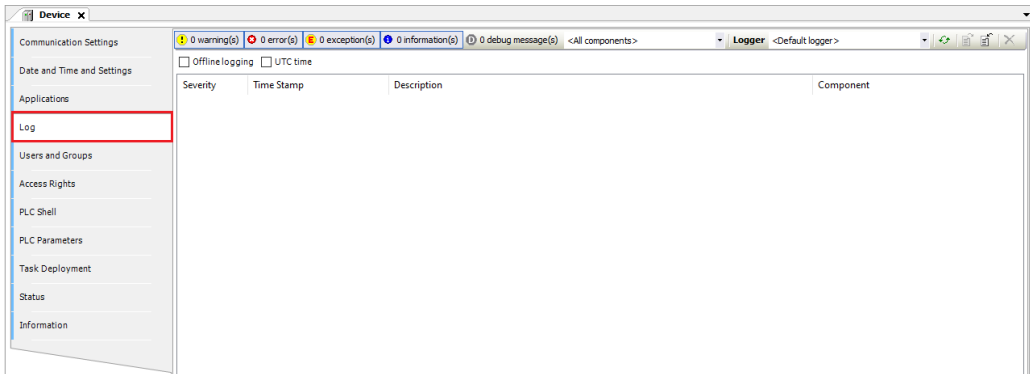 Device
Communication Settings
Date and Time and Settings
Applications
Log
Users and Groups
Access Rights
PLC Shell
PLC Parameters
Task Deployment
Status
Information
0 warning(s) 0 error(s) E 0 exception(s) 0 information(s) D 0 debug message(s) <All components> Logger <Default logger>
Offline logging UTC time
Severity Time Stamp Description Component